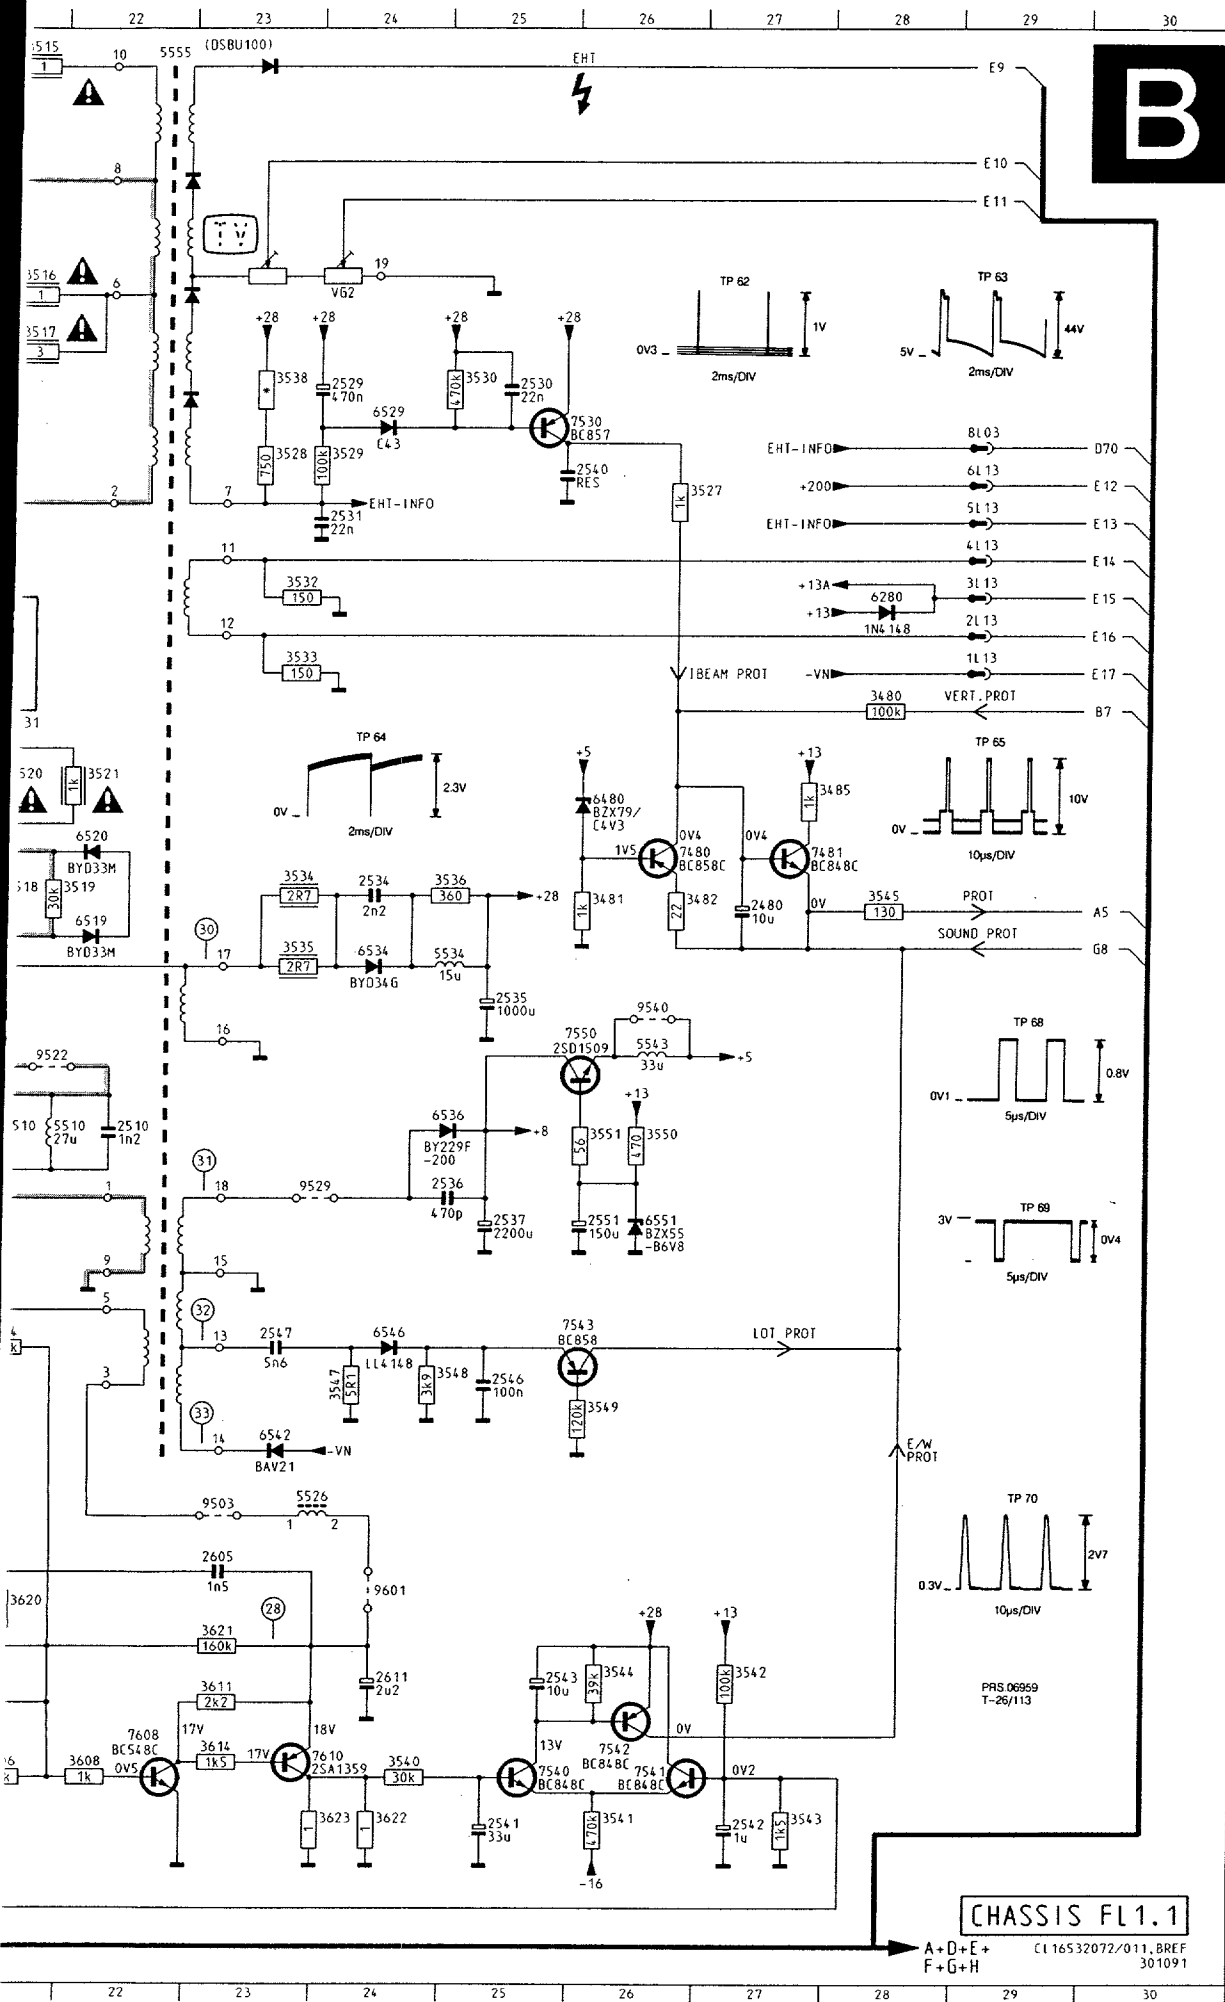 22 23 24 25 26 27 28 29 30
3515 10 5555 (DSBU100) EHT E9
1
B
8 E10
E11
TV
3516 6 19
1 VG2
3517
3
TP 62 TP 63
1V 44V
0V3 5V
2ms/DIV 2ms/DIV
+28 +28 +28 +28
3538 2529 3530 2530
* 470n 470k 22n
6529 7530
C43 BC857
3528 3529 2540
750 100k RES
2 7 EHT-INFO
2531
22n
3527
1k
EHT-INFO 8L03 D70
+200 6L13 E12
EHT-INFO 5L13 E13
11 4L13 E14
3532 +13A 3L13 E15
150 +13 6280
1N4148
12 2L13 E16
3533 IBEAM PROT -VN 1L13 E17
150
3480 VERT.PROT
100k B7
31
TP 64
2.3V
0V
2ms/DIV
TP 65
10V
0V
10µs/DIV
520 3521
1k
+5 +13
6480 3485
BZX79/ 1k
C4V3
0V4 0V4
1V5 7480 7481
BC858C BC848C
6520
BYD33M
518 3519
30k
6519
BYD33M
3534 2534 3536
2R7 2n2 360 +28
3481 3482 2480 0V
1k 22 10u
3545 PROT
130 A5
SOUND PROT G8
30
17
3535 6534 5534
2R7 BYD34G 15u
2535
1000u
16
9540
7550 5543
2SD1509 33u +5
+13
TP 68
0.8V
0V1
5µs/DIV
9522
510 5510 2510
27u 1n2
6536 +8
BY229F
-200
3551 3550
56 470
31
1 18 9529 2536
470p
2537 2551 6551
2200u 150u BZX55
-B6V8
TP 69
3V
0V4
5µs/DIV
9 15
5 32
13 2547 6546 7543
5n6 LL4148 BC858
LOT PROT
3547 3548 2546
5R1 3k9 100n
3549
120k
3
33
14 6542 -VN
BAV21
E/W
PROT
9503 5526
1 2
TP 70
2V7
0.3V
10µs/DIV
2605
1n5
9601
3620
28
3621
160k
+28 +13
2611 2543 3544 3542
2u2 10u 39k 100k
3611
2k2
PRS.06959
T-26/113
7608 17V 18V
BC548C 3614 7610 3540
3608 0V5 1k5 17V 2SA1359 30k
1k
13V 7542 0V
BC848C
7540 7541 0V2
BC848C BC848C
3623 3622 2541 3541 2542 3543
1 1 33u 470k 1u 1k5
-16
CHASSIS FL1.1
A+D+E+
F+G+H
CL16532072/011,BREF
301091
22 23 24 25 26 27 28 29 30